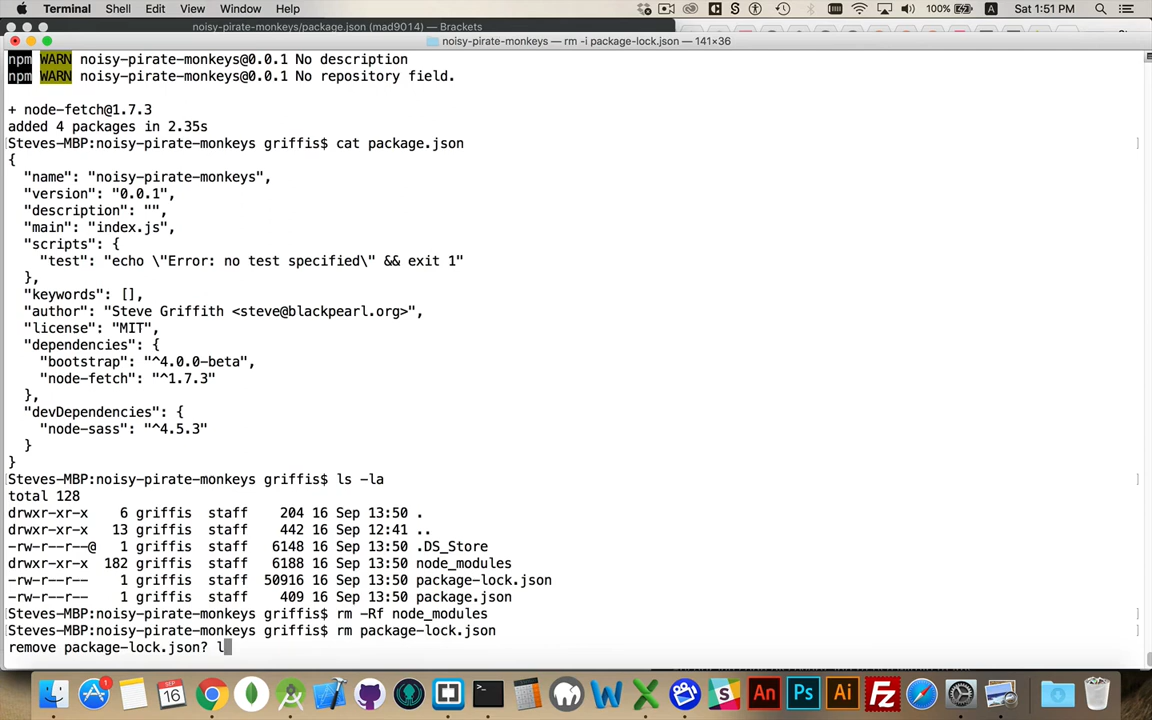 Terminal Shell Edit View Window Help 100% Sat 1:51 PM
noisy-pirate-monkeys/package.json (mad9014) — Brackets
noisy-pirate-monkeys — rm -i package-lock.json — 141×36
npm WARN noisy-pirate-monkeys@0.0.1 No description
npm WARN noisy-pirate-monkeys@0.0.1 No repository field.
+ node-fetch@1.7.3
added 4 packages in 2.35s
Steves-MBP:noisy-pirate-monkeys griffis$ cat package.json
{
"name": "noisy-pirate-monkeys",
"version": "0.0.1",
"description": "",
"main": "index.js",
"scripts": {
"test": "echo \"Error: no test specified\" && exit 1"
},
"keywords": [],
"author": "Steve Griffith <steve@blackpearl.org>",
"license": "MIT",
"dependencies": {
"bootstrap": "^4.0.0-beta",
"node-fetch": "^1.7.3"
},
"devDependencies": {
"node-sass": "^4.5.3"
}
}
Steves-MBP:noisy-pirate-monkeys griffis$ ls -la
total 128
drwxr-xr-x 6 griffis staff 204 16 Sep 13:50 .
drwxr-xr-x 13 griffis staff 442 16 Sep 12:41 ..
-rw-r--r--@ 1 griffis staff 6148 16 Sep 13:50 .DS_Store
drwxr-xr-x 182 griffis staff 6188 16 Sep 13:50 node_modules
-rw-r--r-- 1 griffis staff 50916 16 Sep 13:50 package-lock.json
-rw-r--r-- 1 griffis staff 409 16 Sep 13:50 package.json
Steves-MBP:noisy-pirate-monkeys griffis$ rm -Rf node_modules
Steves-MBP:noisy-pirate-monkeys griffis$ rm package-lock.json
remove package-lock.json? l
SEP
16
An
Ps
Ai
Fz